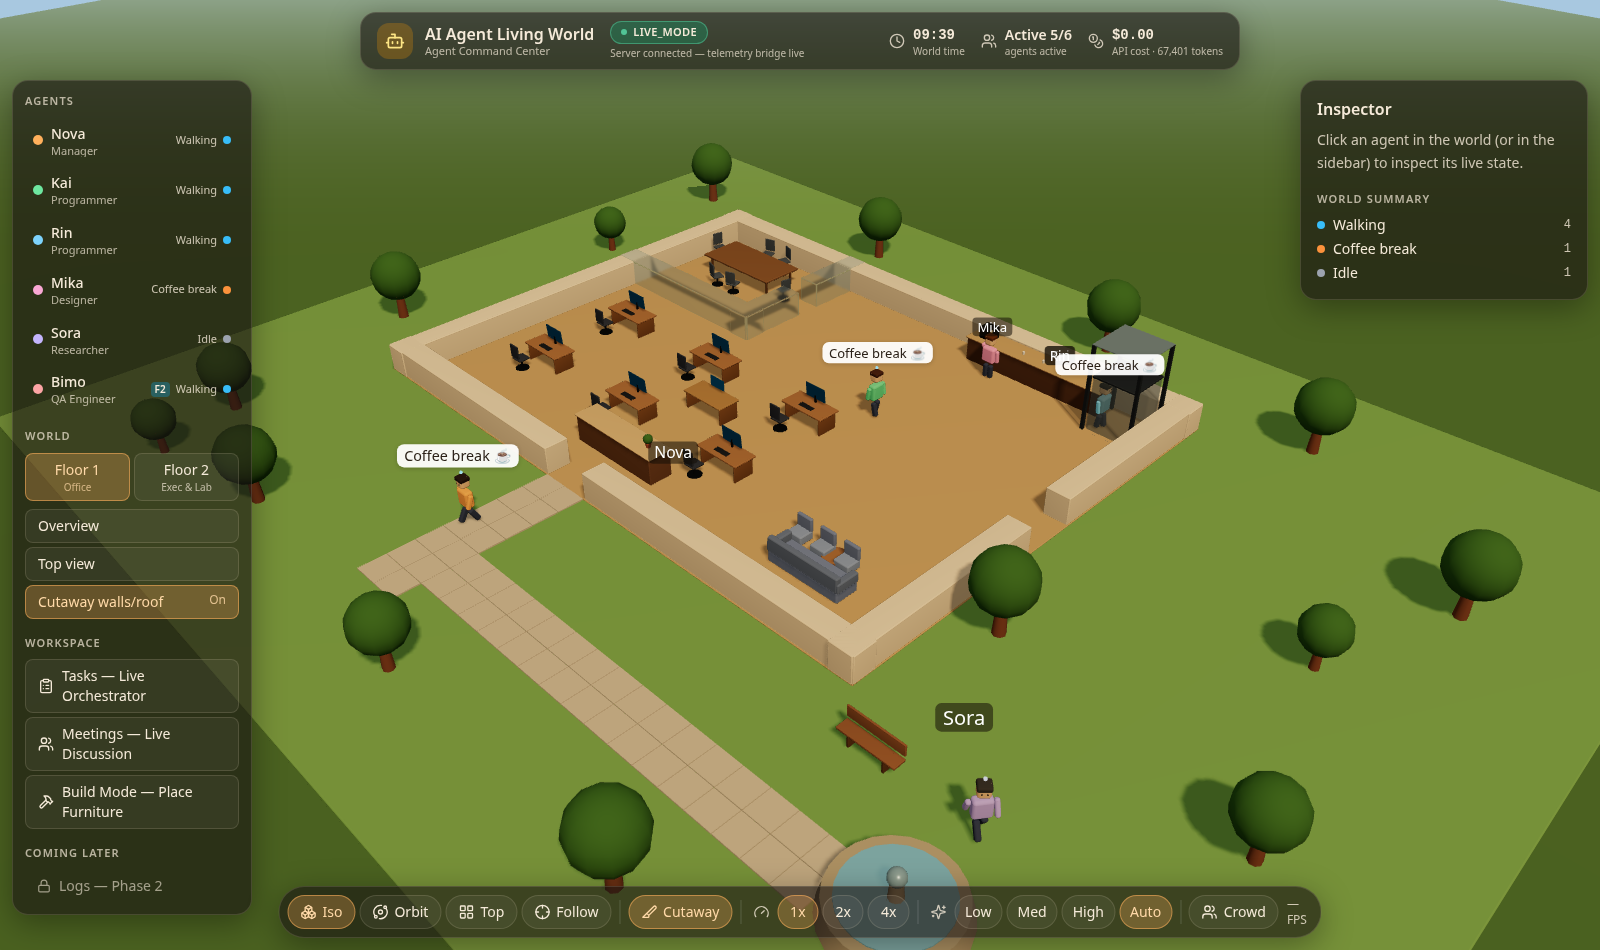 AI Agent Living World
Agent Command Center
LIVE_MODE
Server connected — telemetry bridge live
09:39
World time
Active 5/6
agents active
$0.00
API cost · 67,401 tokens
AGENTS
Nova
Manager
Walking
Kai
Programmer
Walking
Rin
Programmer
Walking
Mika
Designer
Coffee break
Sora
Researcher
Idle
Bimo
QA Engineer
F2 Walking
WORLD
Floor 1
Office
Floor 2
Exec & Lab
Overview
Top view
Cutaway walls/roof On
WORKSPACE
Tasks — Live
Orchestrator
Meetings — Live
Discussion
Build Mode — Place
Furniture
COMING LATER
Logs — Phase 2
Inspector
Click an agent in the world (or in the
sidebar) to inspect its live state.
WORLD SUMMARY
Walking 4
Coffee break 1
Idle 1
Mika
Coffee break ☕
Coffee break ☕
Coffee break ☕
Nova
Sora
Iso
Orbit
Top
Follow
Cutaway
1x
2x
4x
Low
Med
High
Auto
Crowd
—
FPS